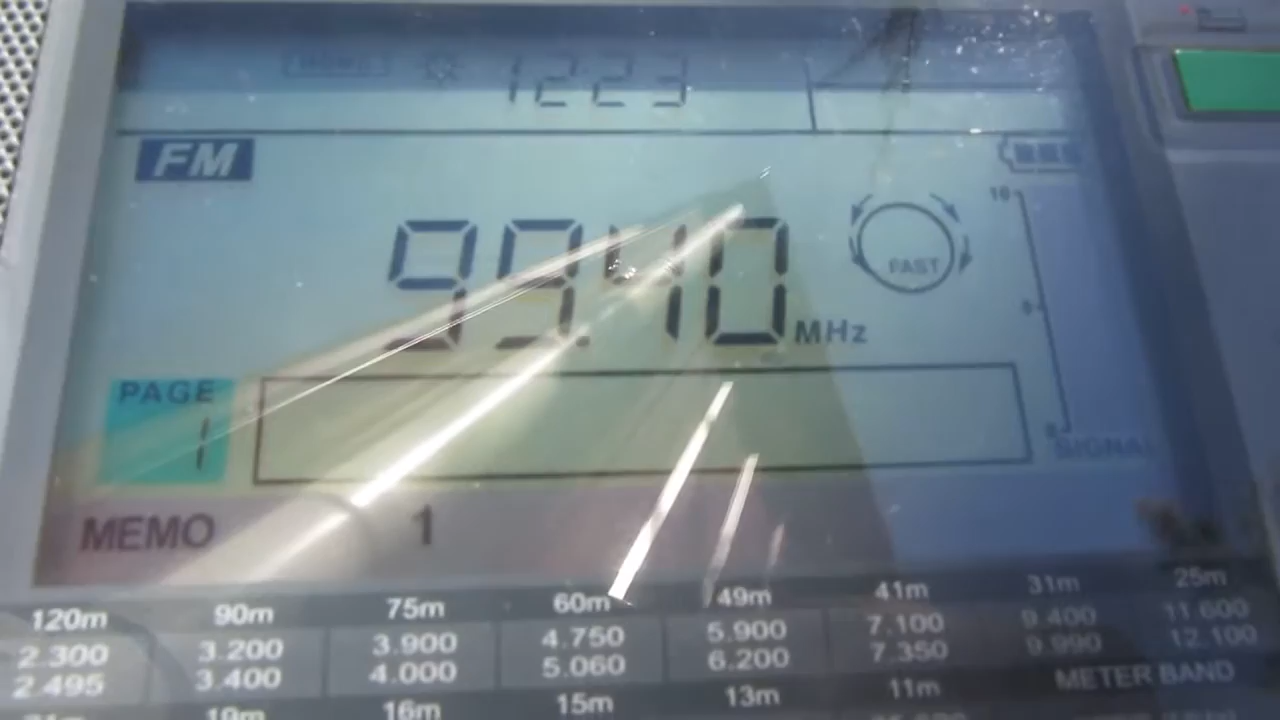 1223
FM
10
99.40 MHz
FAST
5
0
SIGNAL
PAGE
1
MEMO 1
120m 90m 75m 60m 49m 41m 31m 25m
2.300 3.200 3.900 4.750 5.900 7.100 9.400 11.600
2.495 3.400 4.000 5.060 6.200 7.350 9.990 12.100
METER BAND
19m 16m 15m 13m 11m